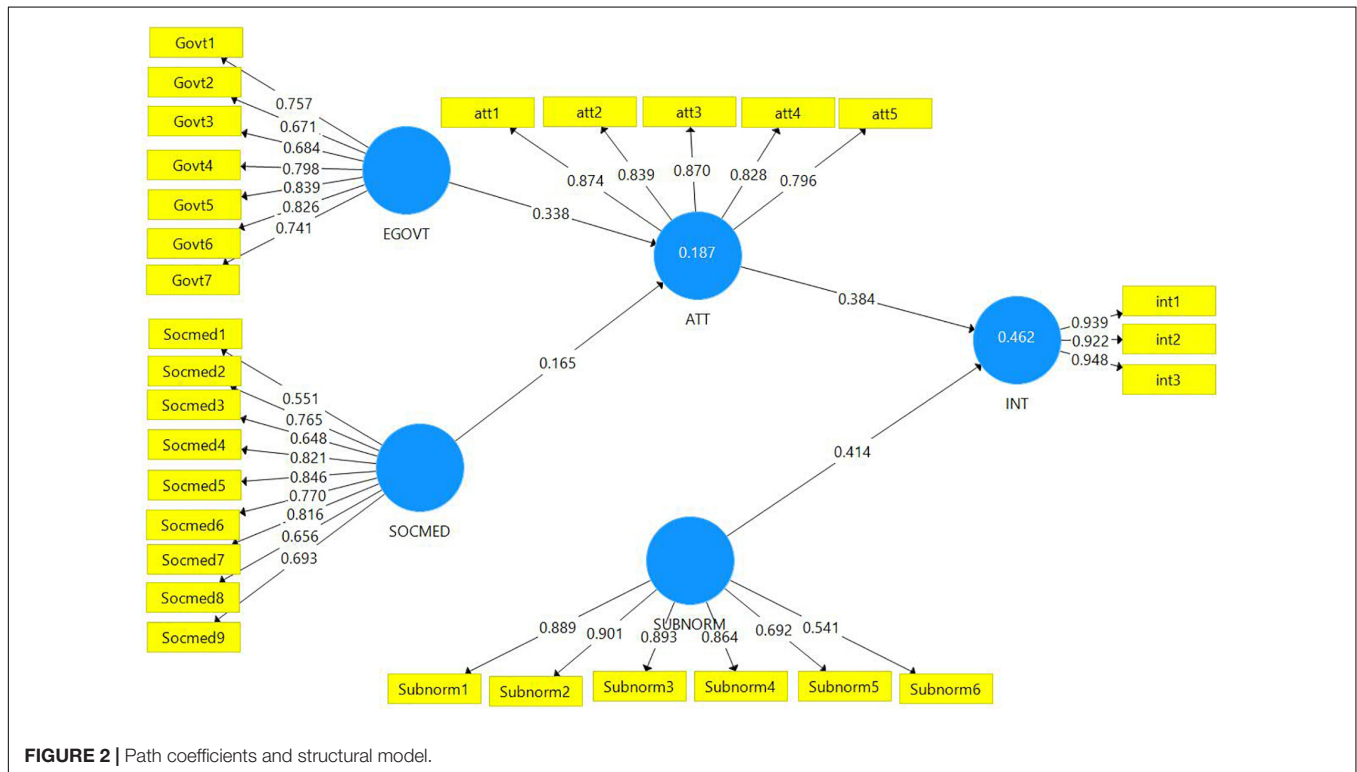 Govt1
Govt2
Govt3
Govt4
Govt5
Govt6
Govt7
0.757
0.671
0.684
0.798
0.839
0.826
0.741
EGOVT
att1 att2 att3 att4 att5
0.874 0.839 0.870 0.828 0.796
0.338
0.187
ATT
0.384
Socmed1
Socmed2
Socmed3
Socmed4
Socmed5
Socmed6
Socmed7
Socmed8
Socmed9
0.551
0.765
0.648
0.821
0.846
0.770
0.816
0.656
0.693
SOCMED
0.165
0.462
INT
0.939
0.922
0.948
int1
int2
int3
0.414
SUBNORM
0.889 0.901 0.893 0.864 0.692 0.541
Subnorm1 Subnorm2 Subnorm3 Subnorm4 Subnorm5 Subnorm6
FIGURE 2 | Path coefficients and structural model.